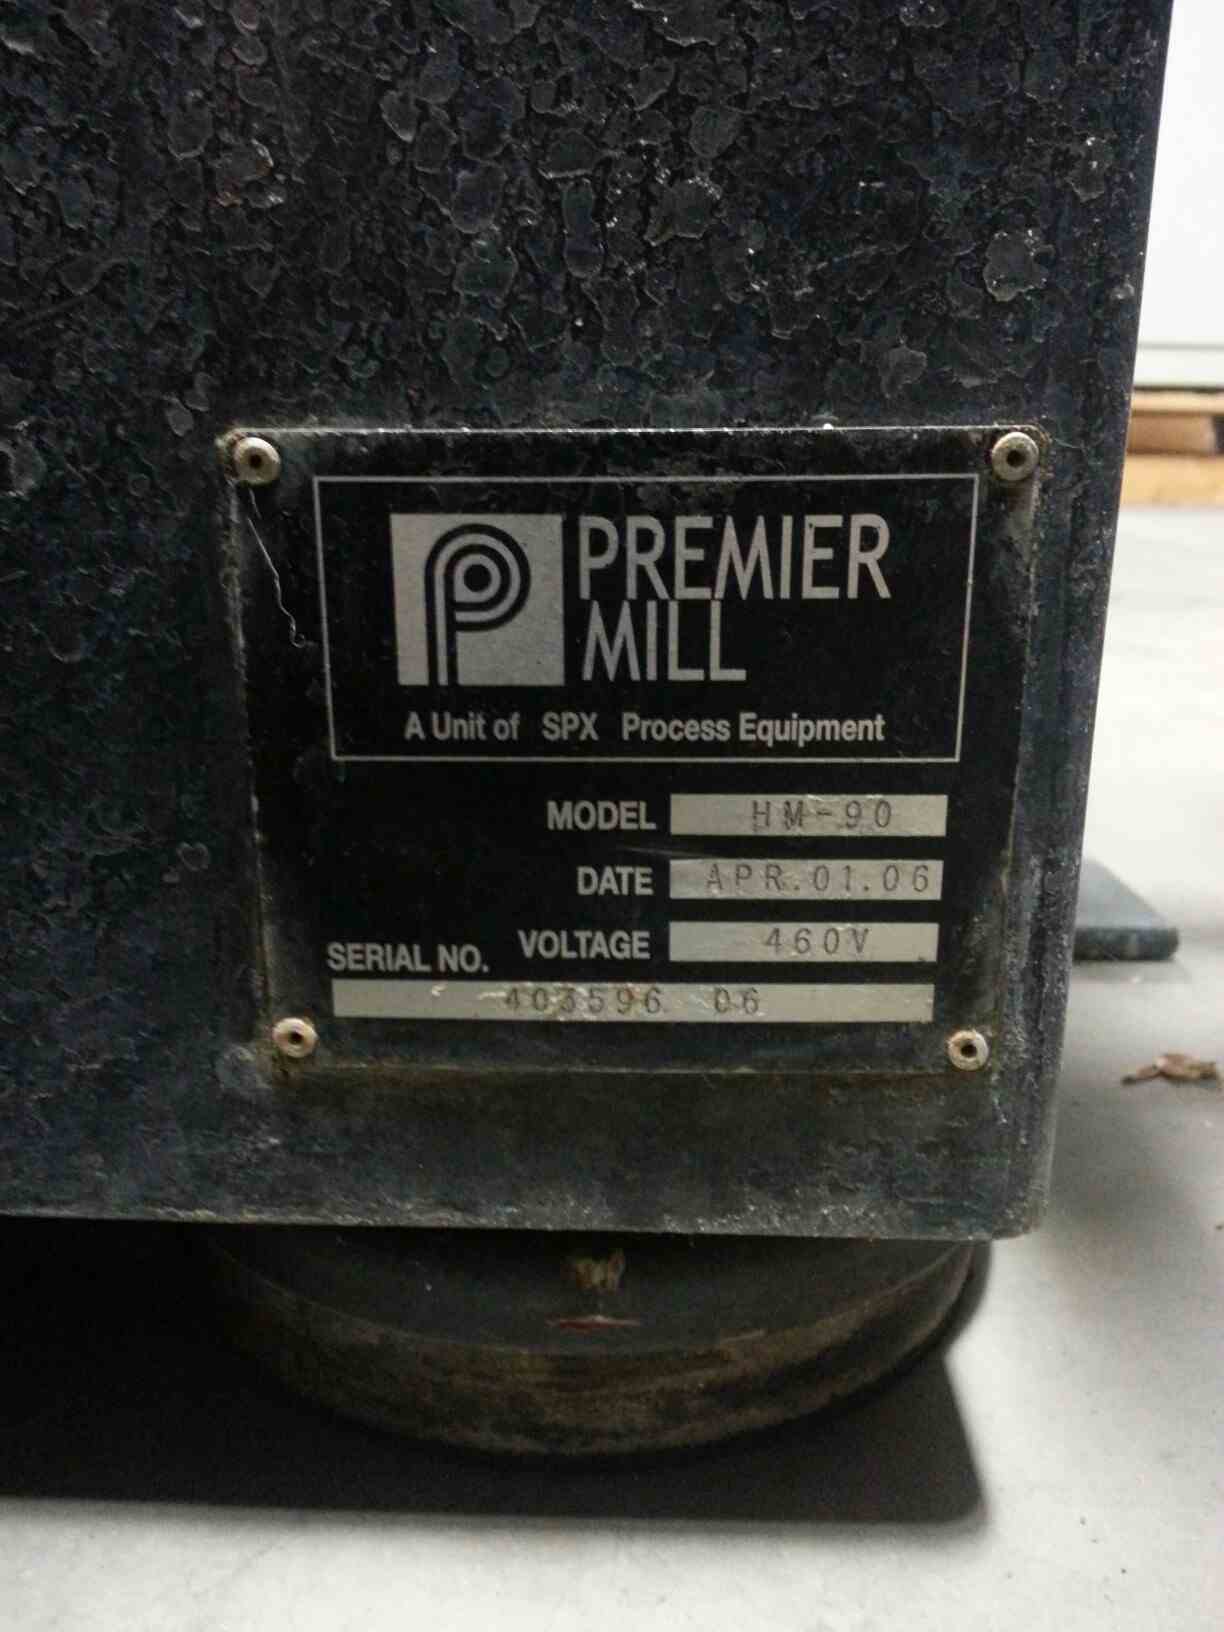 PREMIER
MILL
A Unit of SPX Process Equipment
MODEL HM-90
DATE APR.01.06
VOLTAGE 460V
SERIAL NO.
403596 06